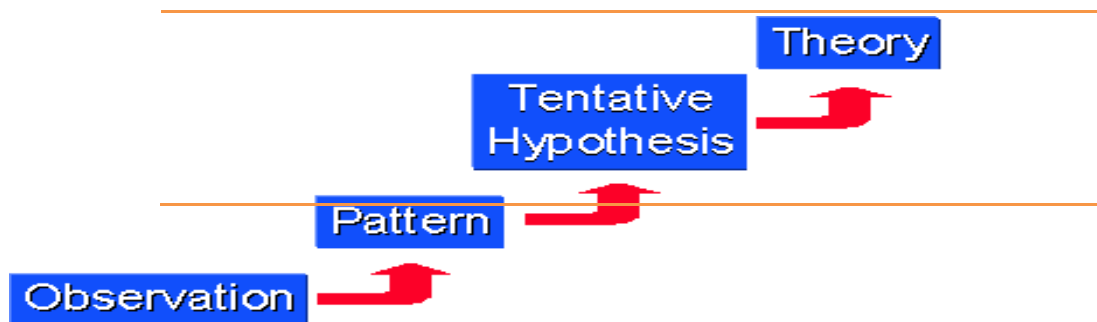 Theory
Tentative
Hypothesis
Pattern
Observation